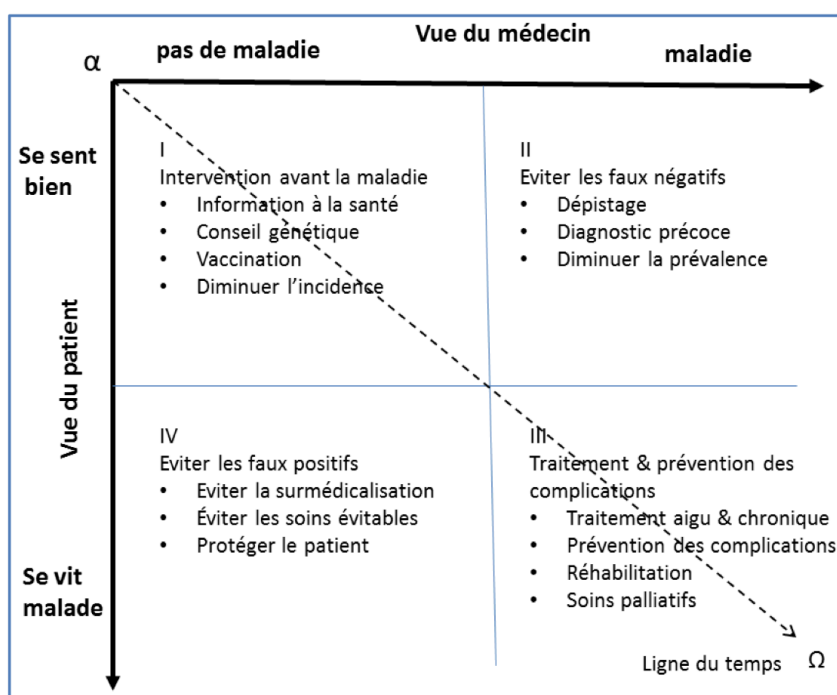 Vue du médecin
pas de maladie
maladie
α
Se sent
bien
I
Intervention avant la maladie
• Information à la santé
• Conseil génétique
• Vaccination
• Diminuer l’incidence
II
Eviter les faux négatifs
• Dépistage
• Diagnostic précoce
• Diminuer la prévalence
Vue du patient
IV
Eviter les faux positifs
• Eviter la surmédicalisation
• Éviter les soins évitables
• Protéger le patient
III
Traitement & prévention des
complications
• Traitement aigu & chronique
• Prévention des complications
• Réhabilitation
• Soins palliatifs
Se vit
malade
Ligne du temps
Ω